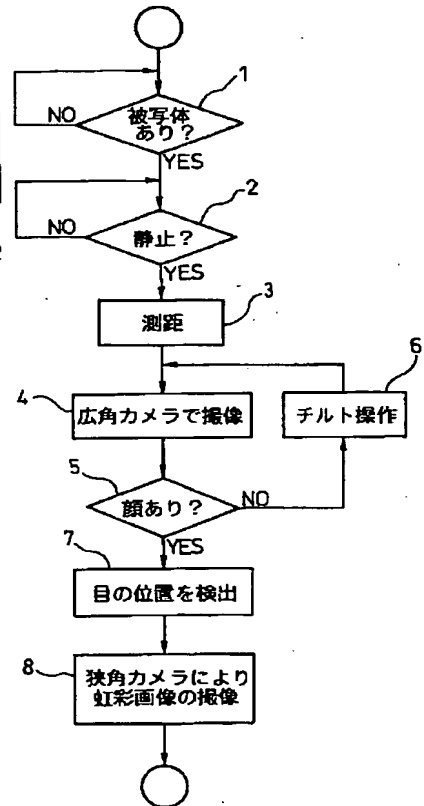 1
被写体
あり?
NO
YES
2
静止?
NO
YES
3
測距
4
広角カメラで撮像
6
チルト操作
5
顔あり?
NO
YES
7
目の位置を検出
8
狭角カメラにより
虹彩画像の撮像